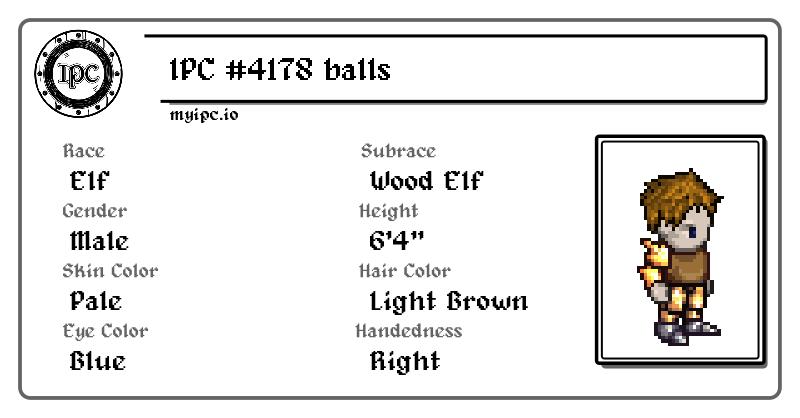 IPC
IPC #4178 balls
myipc.io
Race
Elf
Subrace
Wood Elf
Gender
Male
Height
6'4"
Skin Color
Pale
Hair Color
Light Brown
Eye Color
Blue
Handedness
Right